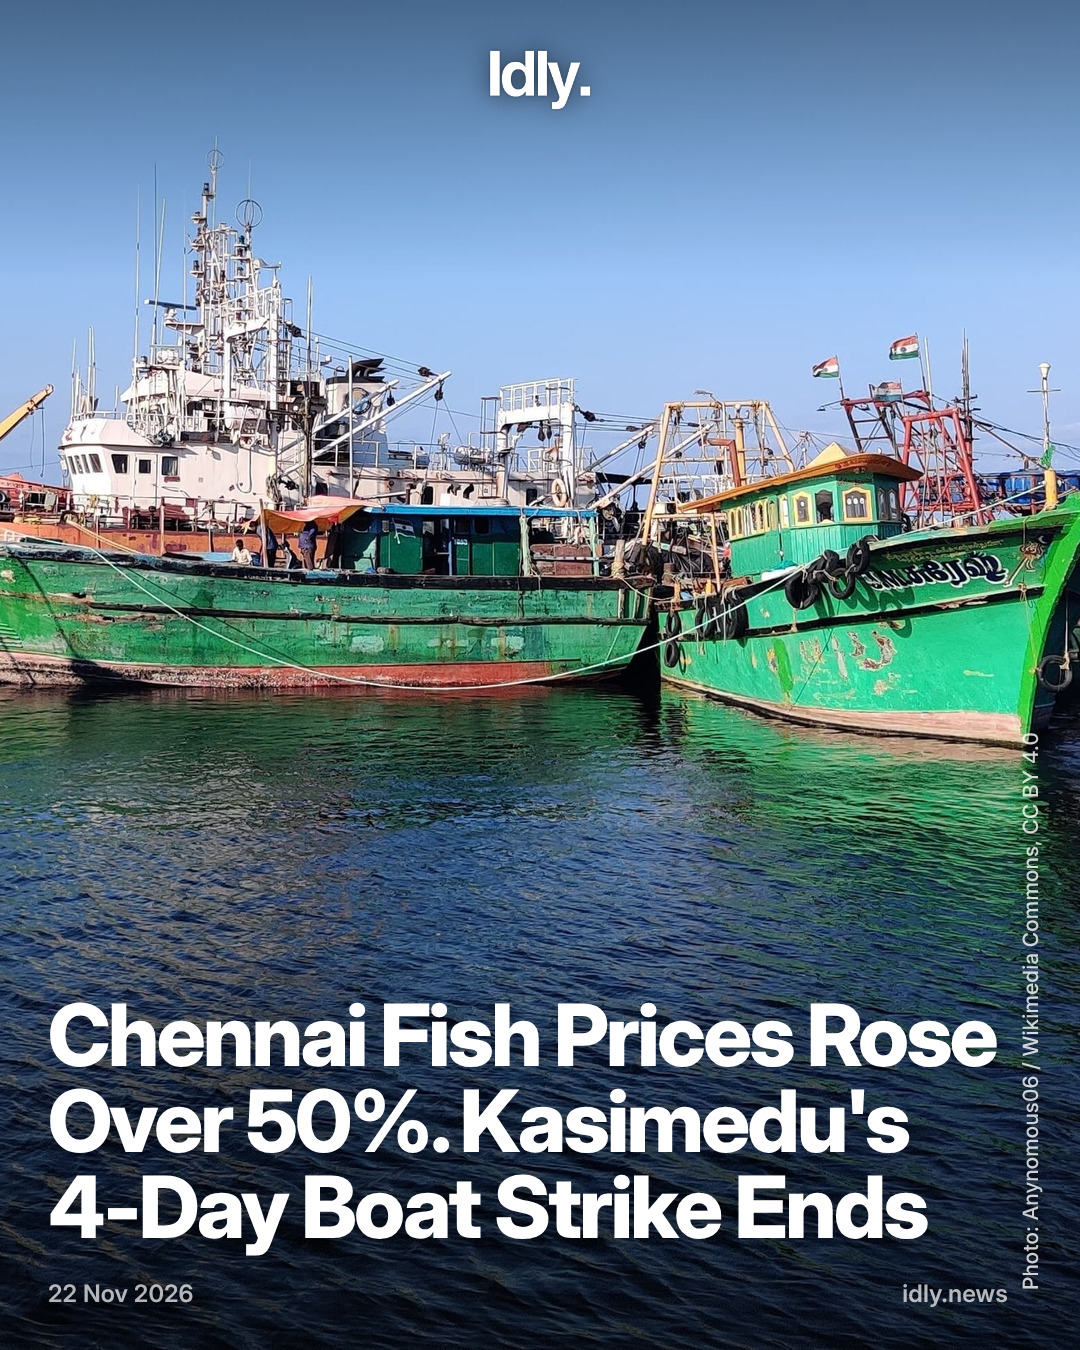 Idly.
Chennai Fish Prices Rose
Over 50%. Kasimedu's
4-Day Boat Strike Ends
22 Nov 2026
idly.news
Photo: Anynomous06 / Wikimedia Commons, CC BY 4.0